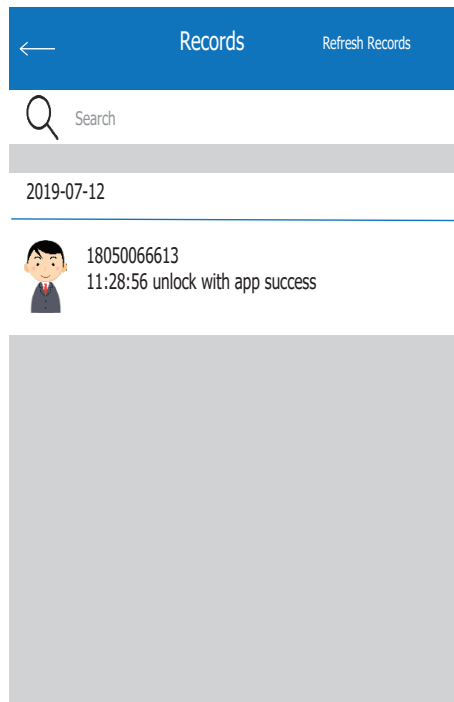 Records
Refresh Records
Search
2019-07-12
18050066613
11:28:56 unlock with app success